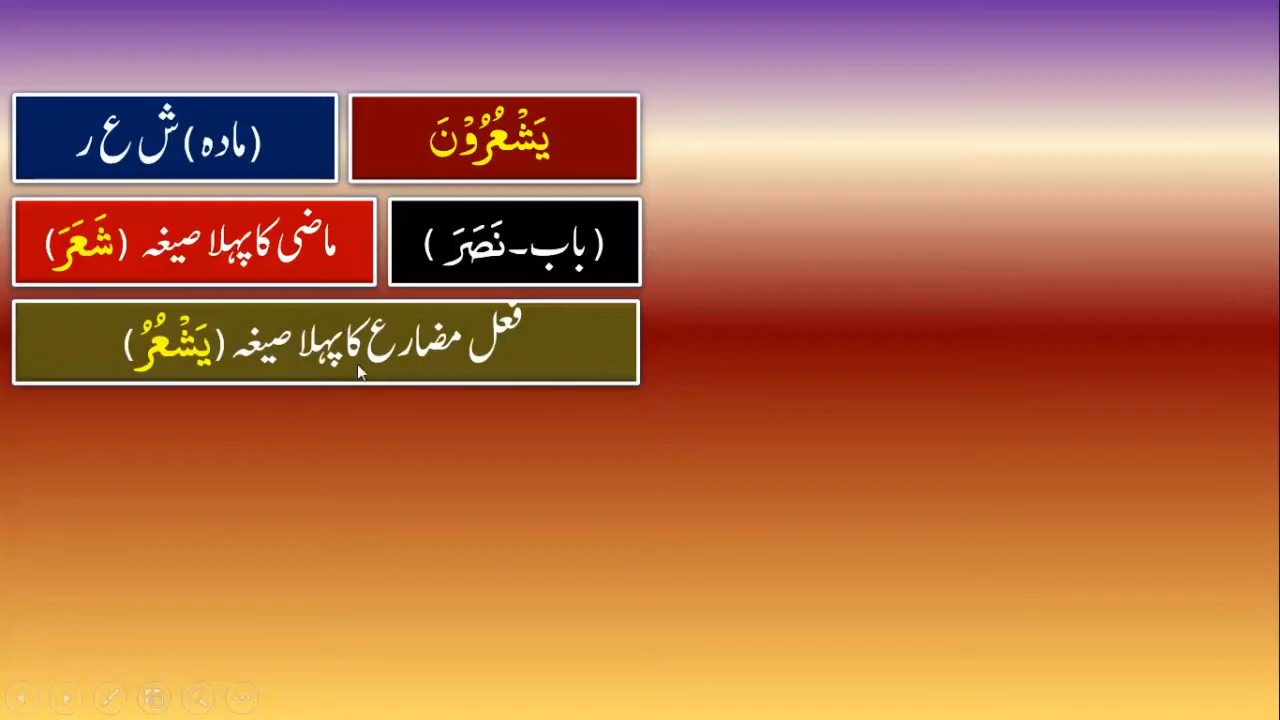 یَشْعُرُوْنَ (مادہ) ش ع ر
(باب۔نَصَرَ) ماضی کا پہلا صیغہ (شَعَرَ)
فعل مضارع کا پہلا صیغہ (یَشْعُرُ)